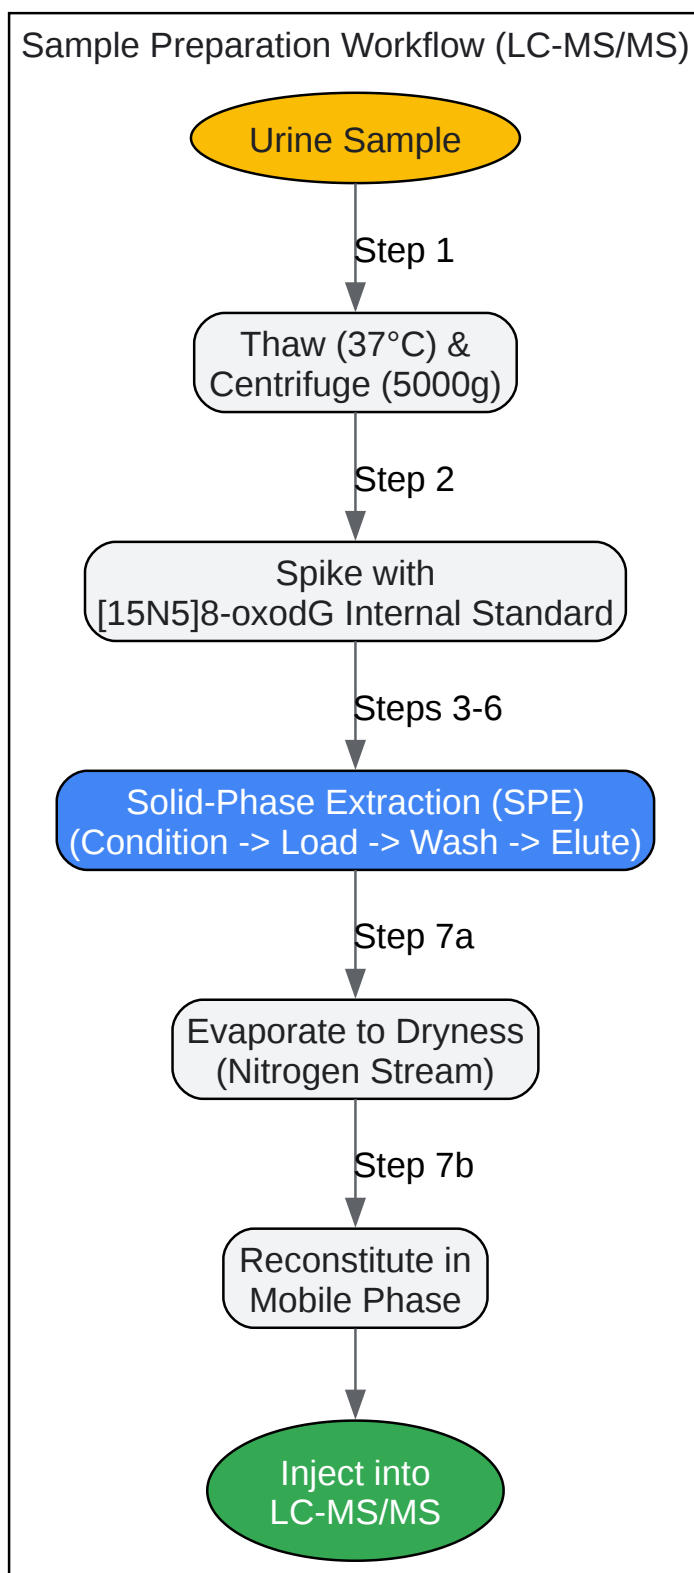 Sample Preparation Workflow (LC-MS/MS)
Urine Sample
Step 1
Thaw (37°C) &
Centrifuge (5000g)
Step 2
Spike with
[15N5]8-oxodG Internal Standard
Steps 3-6
Solid-Phase Extraction (SPE)
(Condition -> Load -> Wash -> Elute)
Step 7a
Evaporate to Dryness
(Nitrogen Stream)
Step 7b
Reconstitute in
Mobile Phase
Inject into
LC-MS/MS